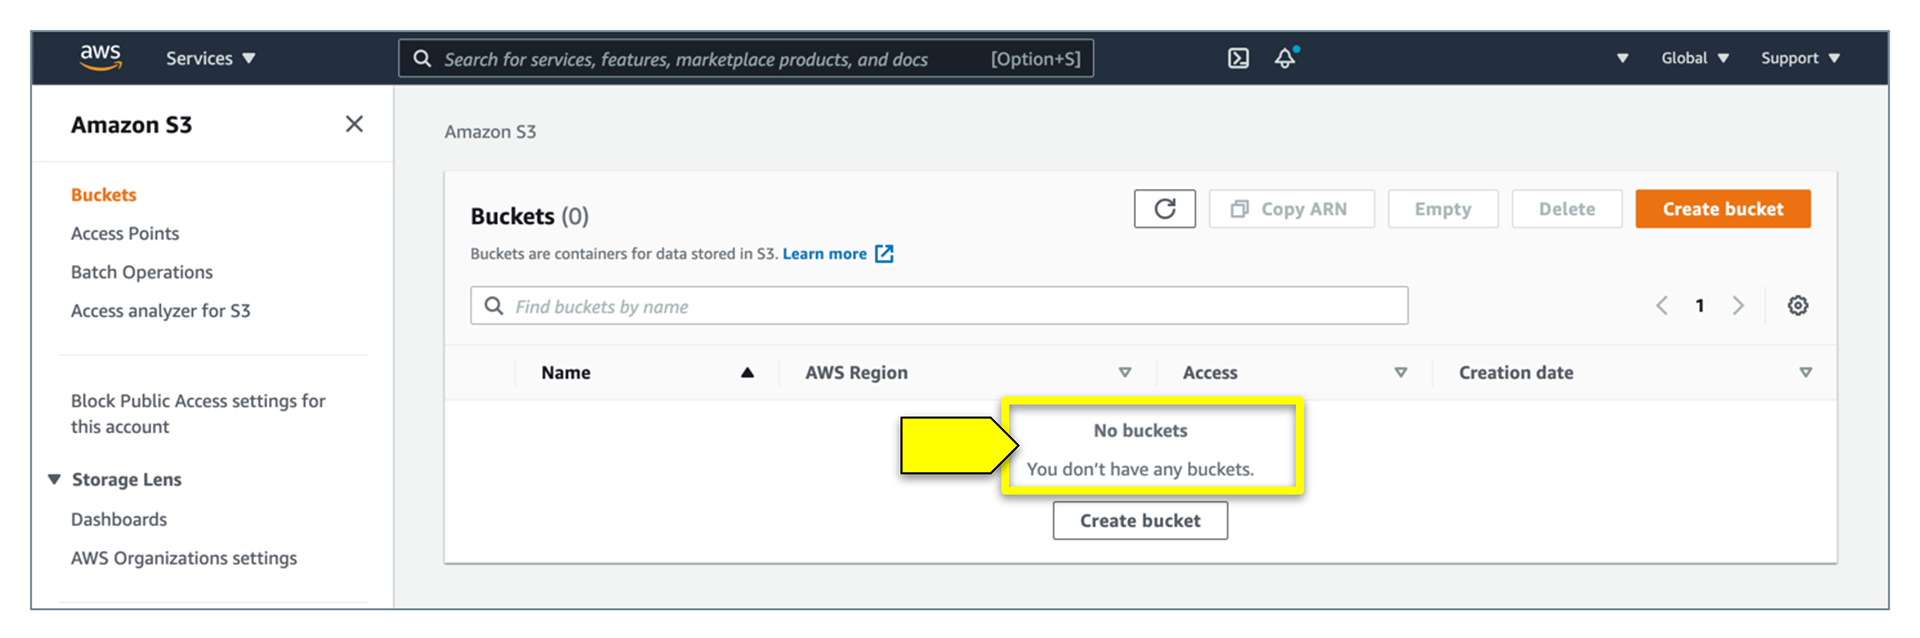 aws
Services
Search for services, features, marketplace products, and docs [Option+S]
Global
Support
Amazon S3
Buckets
Access Points
Batch Operations
Access analyzer for S3
Block Public Access settings for
this account
Storage Lens
Dashboards
AWS Organizations settings
Amazon S3
Buckets (0)
Copy ARN
Empty
Delete
Create bucket
Buckets are containers for data stored in S3. Learn more
Find buckets by name
1
Name
AWS Region
Access
Creation date
No buckets
You don't have any buckets.
Create bucket